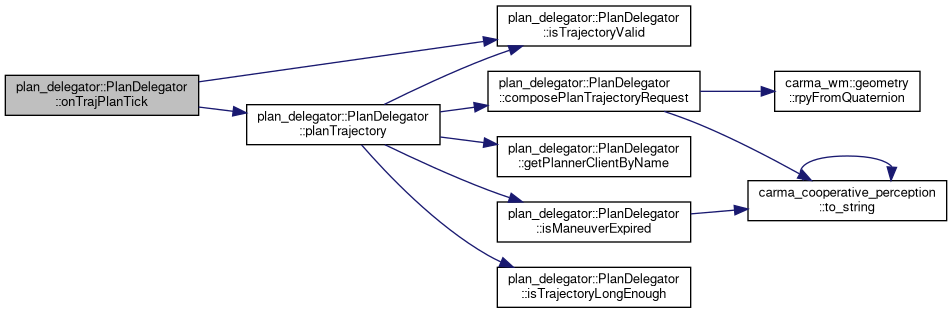 plan_delegator::PlanDelegator
::onTrajPlanTick
plan_delegator::PlanDelegator
::planTrajectory
plan_delegator::PlanDelegator
::isTrajectoryValid
plan_delegator::PlanDelegator
::composePlanTrajectoryRequest
plan_delegator::PlanDelegator
::getPlannerClientByName
plan_delegator::PlanDelegator
::isManeuverExpired
plan_delegator::PlanDelegator
::isTrajectoryLongEnough
carma_wm::geometry
::rpyFromQuaternion
carma_cooperative_perception
::to_string